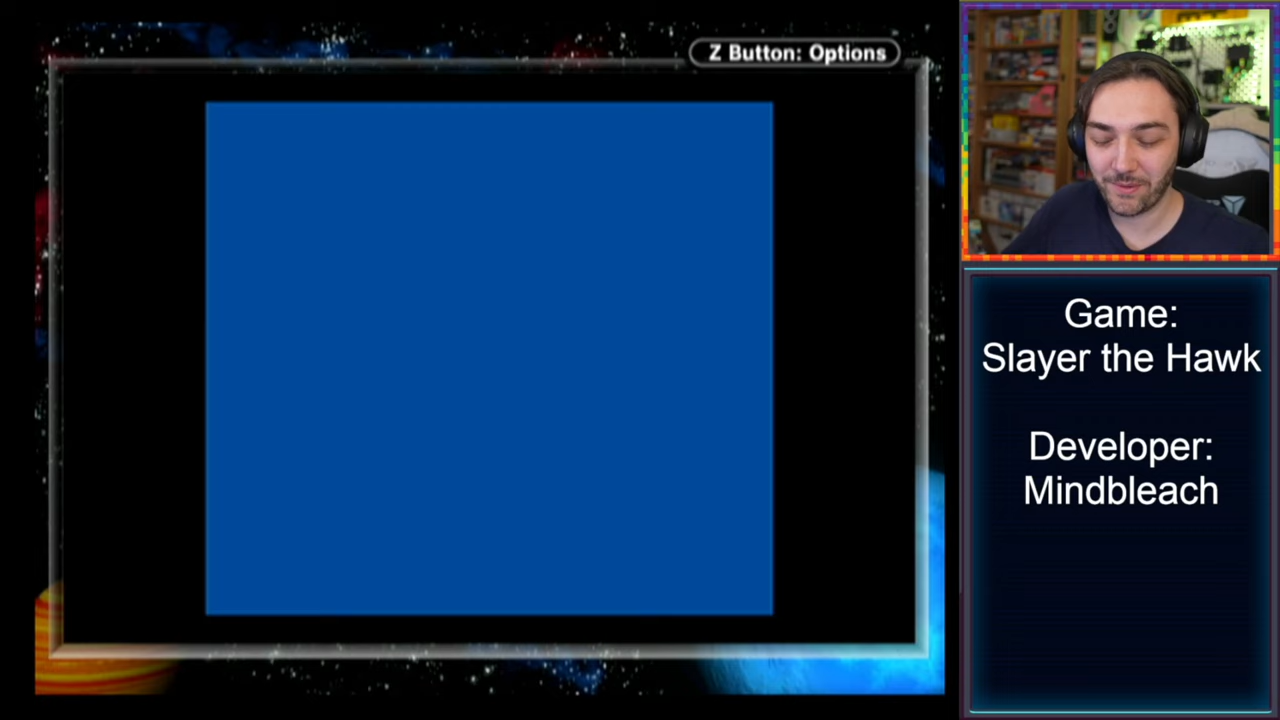 Z Button: Options
Game:
Slayer the Hawk
Developer:
Mindbleach